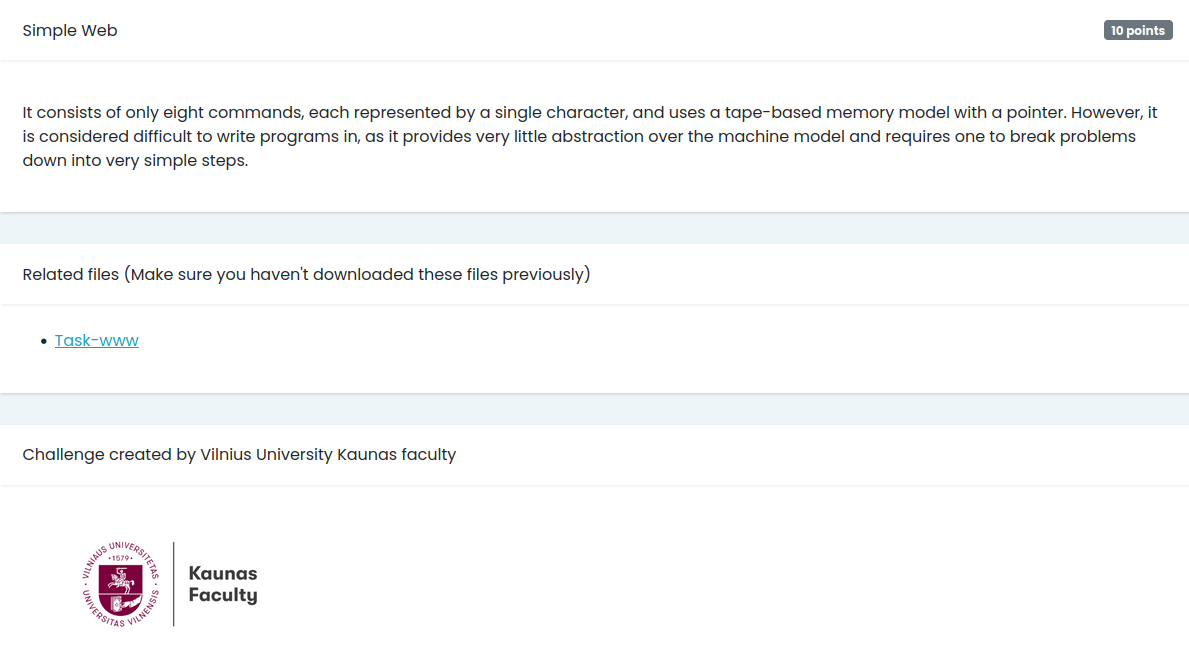 Simple Web
10 points
It consists of only eight commands, each represented by a single character, and uses a tape-based memory model with a pointer. However, it
is considered difficult to write programs in, as it provides very little abstraction over the machine model and requires one to break problems
down into very simple steps.
Related files (Make sure you haven't downloaded these files previously)
• Task-www
Challenge created by Vilnius University Kaunas faculty
VILNIAUS UNIVERSITETAS
· 1579 ·
UNIVERSITAS VILNENSIS
Kaunas
Faculty